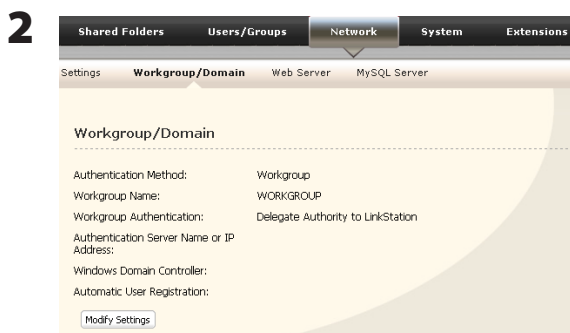 2
Shared Folders Users/Groups Network System Extensions
Settings Workgroup/Domain Web Server MySQL Server
Workgroup/Domain
Authentication Method: Workgroup
Workgroup Name: WORKGROUP
Workgroup Authentication: Delegate Authority to LinkStation
Authentication Server Name or IP
Address:
Windows Domain Controller:
Automatic User Registration:
Modify Settings